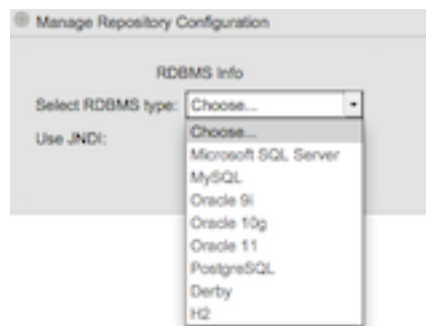 Manage Repository Configuration
RDBMS Info
Select RDBMS type: Choose...
Use JNDI:
Choose...
Microsoft SQL Server
MySQL
Oracle 9i
Oracle 10g
Oracle 11
PostgreSQL
Derby
H2